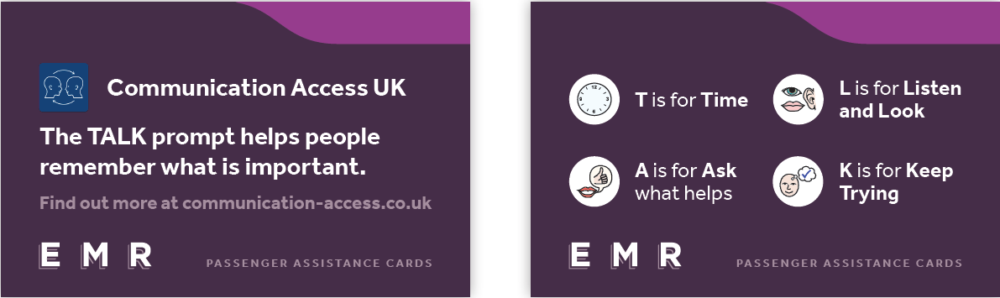 Communication Access UK
The TALK prompt helps people
remember what is important.
Find out more at communication-access.co.uk
EMR
PASSENGER ASSISTANCE CARDS
T is for Time
A is for Ask
what helps
L is for Listen
and Look
K is for Keep
Trying
EMR
PASSENGER ASSISTANCE CARDS